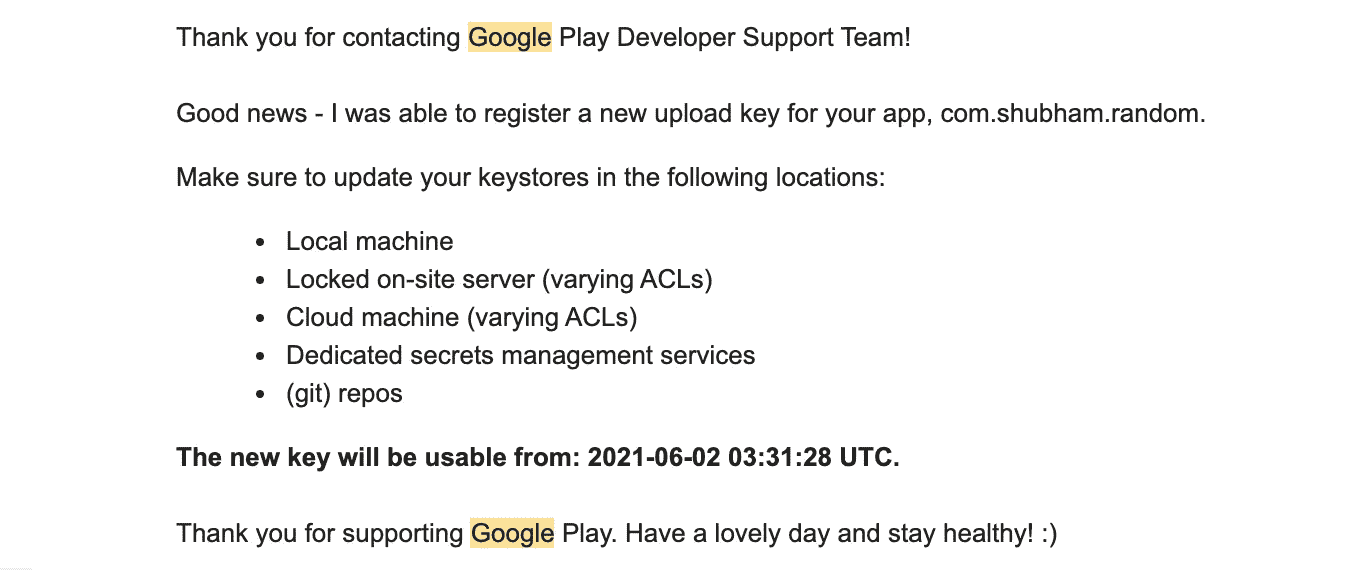 Thank you for contacting Google Play Developer Support Team!
Good news - I was able to register a new upload key for your app, com.shubham.random.
Make sure to update your keystores in the following locations:
• Local machine
• Locked on-site server (varying ACLs)
• Cloud machine (varying ACLs)
• Dedicated secrets management services
• (git) repos
The new key will be usable from: 2021-06-02 03:31:28 UTC.
Thank you for supporting Google Play. Have a lovely day and stay healthy! :)